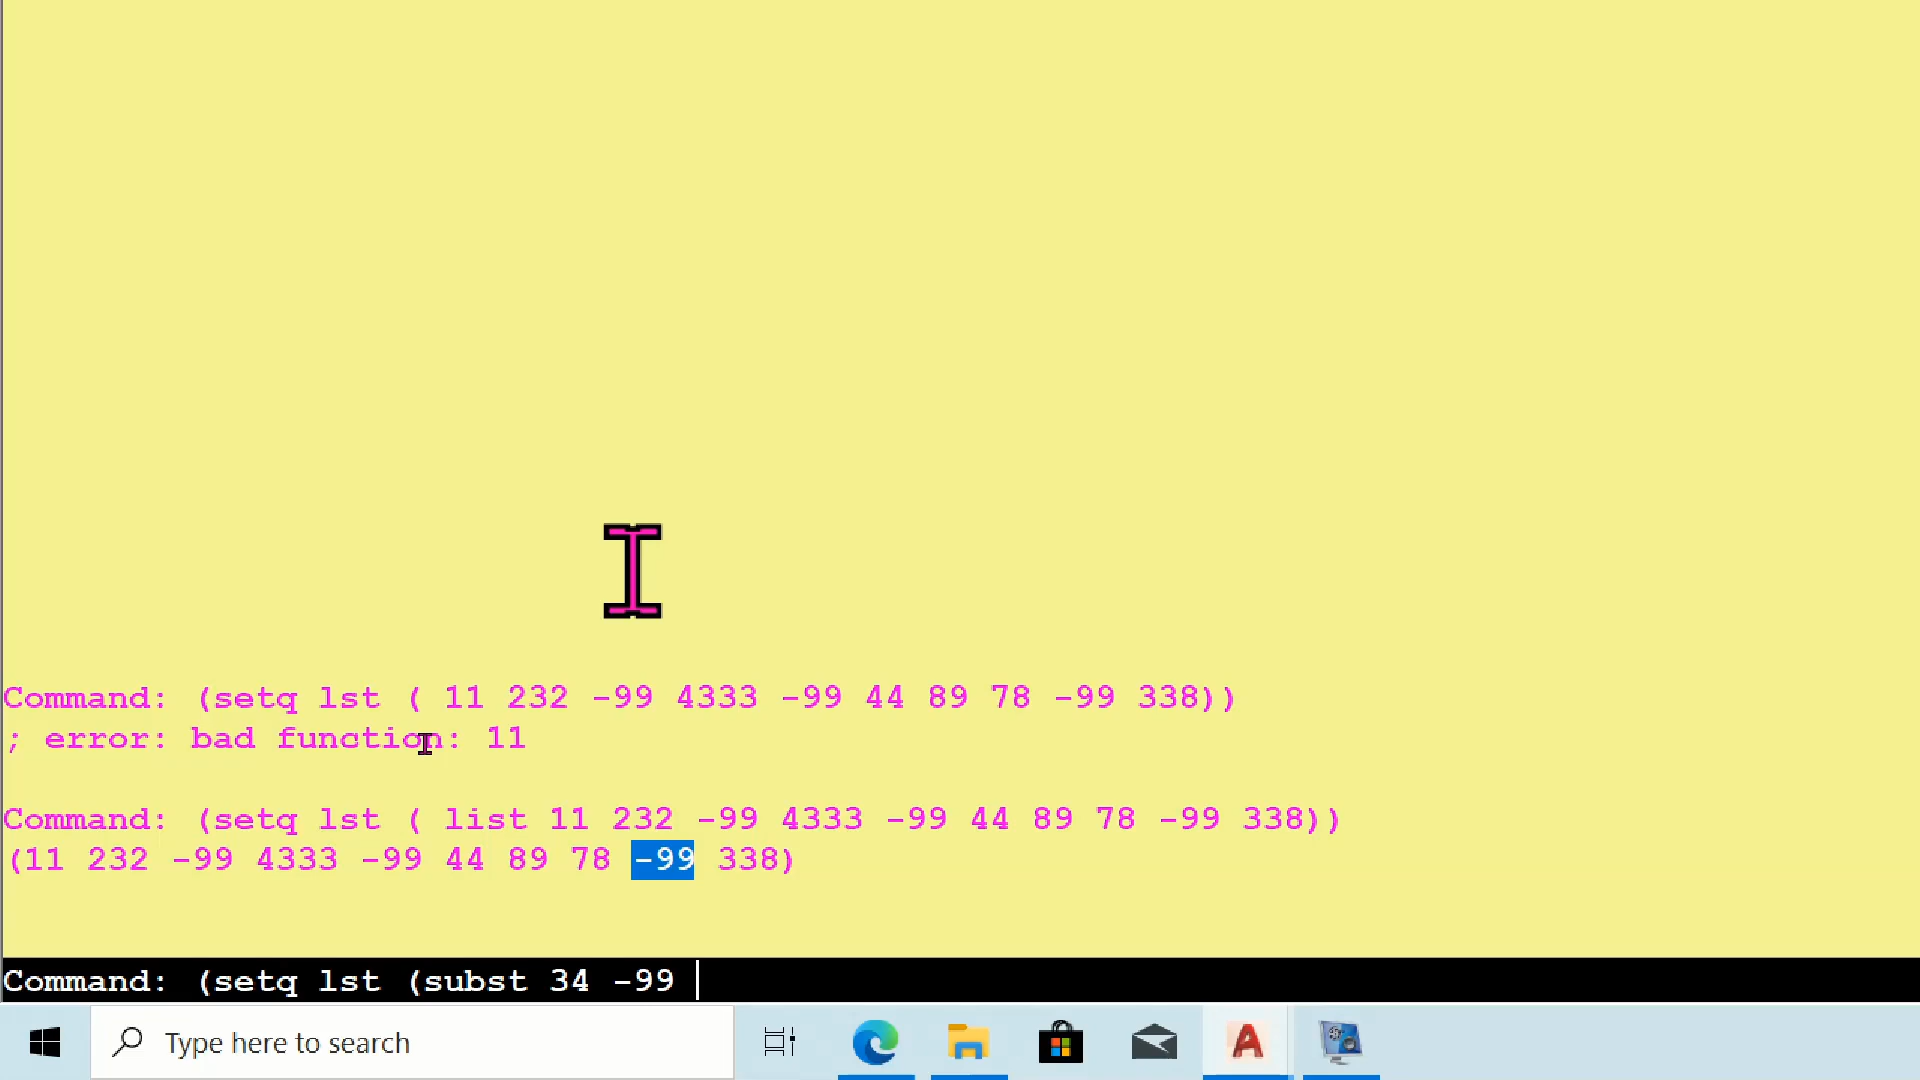 Command: (setq lst ( 11 232 -99 4333 -99 44 89 78 -99 338))
; error: bad function: 11
Command: (setq lst ( list 11 232 -99 4333 -99 44 89 78 -99 338))
(11 232 -99 4333 -99 44 89 78 -99 338)
Command: (setq lst (subst 34 -99
Type here to search